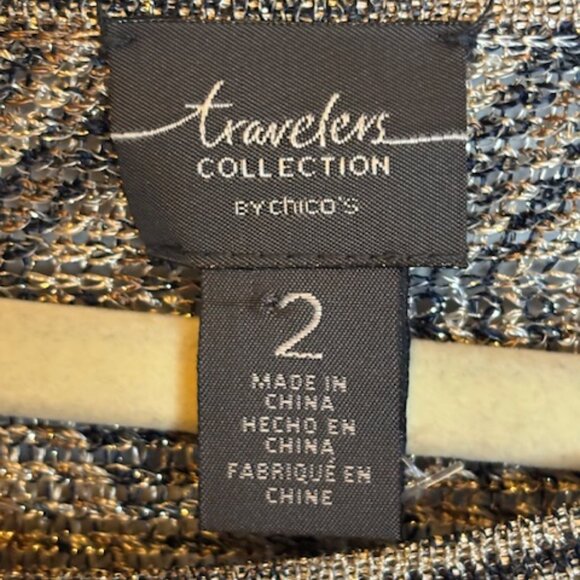 travelers
COLLECTION
BY chico's
2
MADE IN
CHINA
HECHO EN
CHINA
FABRIQUÉ EN
CHINE